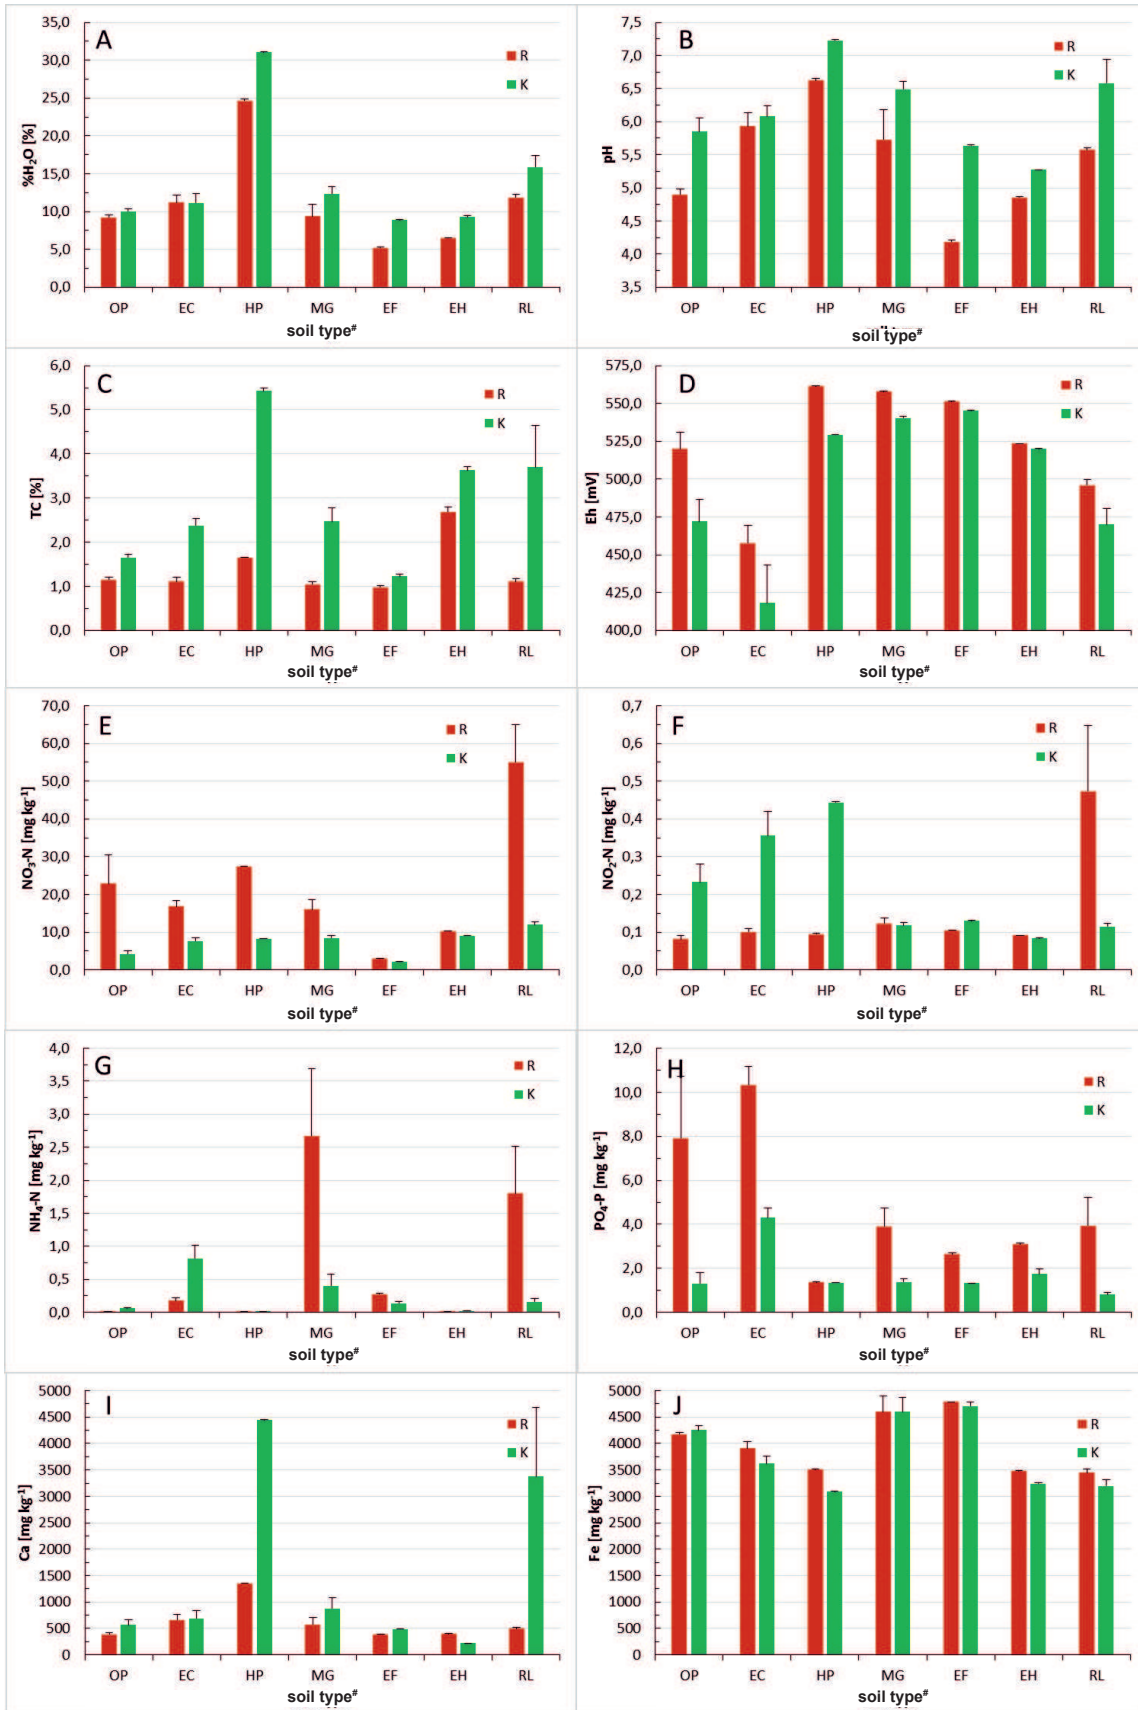 A
R
K
%H₂O [%]
35,0
30,0
25,0
20,0
15,0
10,0
5,0
0,0
OP EC HP MG EF EH RL
soil type#
B
R
K
pH
7,5
7,0
6,5
6,0
5,5
5,0
4,5
4,0
3,5
OP EC HP MG EF EH RL
soil type#
C
R
K
TC [%]
6,0
5,0
4,0
3,0
2,0
1,0
0,0
OP EC HP MG EF EH RL
soil type#
D
R
K
Eh [mV]
575,0
550,0
525,0
500,0
475,0
450,0
425,0
400,0
OP EC HP MG EF EH RL
soil type#
E
R
K
NO₃-N [mg kg⁻¹]
70,0
60,0
50,0
40,0
30,0
20,0
10,0
0,0
OP EC HP MG EF EH RL
soil type#
F
R
K
NO₂-N [mg kg⁻¹]
0,7
0,6
0,5
0,4
0,3
0,2
0,1
0,0
OP EC HP MG EF EH RL
soil type#
G
R
K
NH₄-N [mg kg⁻¹]
4,0
3,5
3,0
2,5
2,0
1,5
1,0
0,5
0,0
OP EC HP MG EF EH RL
soil type#
H
R
K
PO₄-P [mg kg⁻¹]
12,0
10,0
8,0
6,0
4,0
2,0
0,0
OP EC HP MG EF EH RL
soil type#
I
R
K
Ca [mg kg⁻¹]
5000
4500
4000
3500
3000
2500
2000
1500
1000
500
0
OP EC HP MG EF EH RL
soil type#
J
R
K
Fe [mg kg⁻¹]
5000
4500
4000
3500
3000
2500
2000
1500
1000
500
0
OP EC HP MG EF EH RL
soil type#